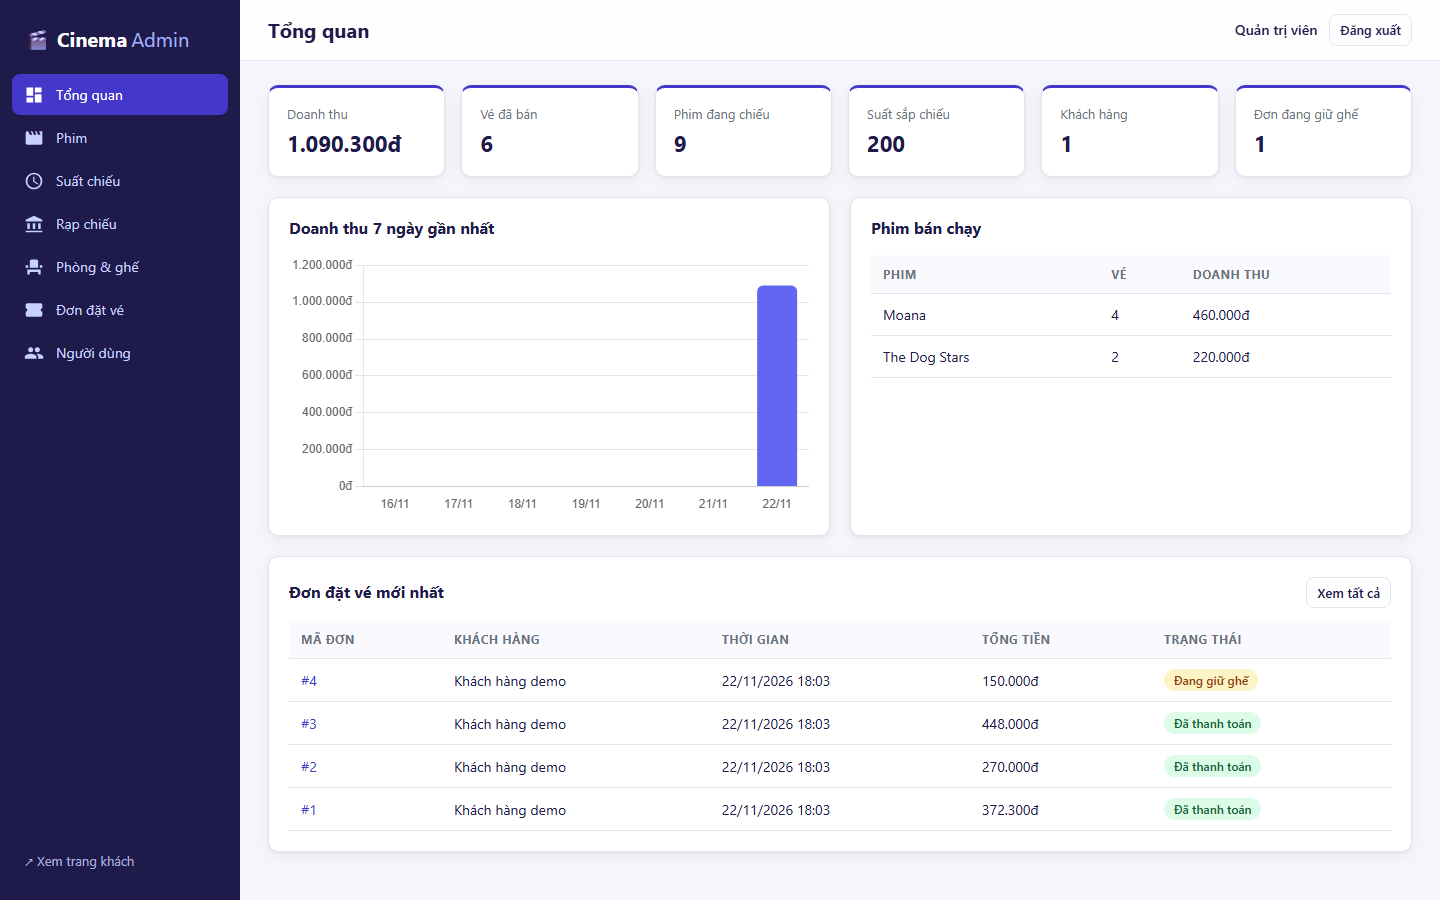 Cinema Admin
Tổng quan
Phim
Suất chiếu
Rạp chiếu
Phòng & ghế
Đơn đặt vé
Người dùng
↗ Xem trang khách
Tổng quan
Quản trị viên
Đăng xuất
Doanh thu
1.090.300đ
Vé đã bán
6
Phim đang chiếu
9
Suất sắp chiếu
200
Khách hàng
1
Đơn đang giữ ghế
1
Doanh thu 7 ngày gần nhất
1.200.000đ
1.000.000đ
800.000đ
600.000đ
400.000đ
200.000đ
0đ
16/11 17/11 18/11 19/11 20/11 21/11 22/11
Phim bán chạy
PHIM VÉ DOANH THU
Moana 4 460.000đ
The Dog Stars 2 220.000đ
Đơn đặt vé mới nhất
Xem tất cả
MÃ ĐƠN KHÁCH HÀNG THỜI GIAN TỔNG TIỀN TRẠNG THÁI
#4 Khách hàng demo 22/11/2026 18:03 150.000đ Đang giữ ghế
#3 Khách hàng demo 22/11/2026 18:03 448.000đ Đã thanh toán
#2 Khách hàng demo 22/11/2026 18:03 270.000đ Đã thanh toán
#1 Khách hàng demo 22/11/2026 18:03 372.300đ Đã thanh toán